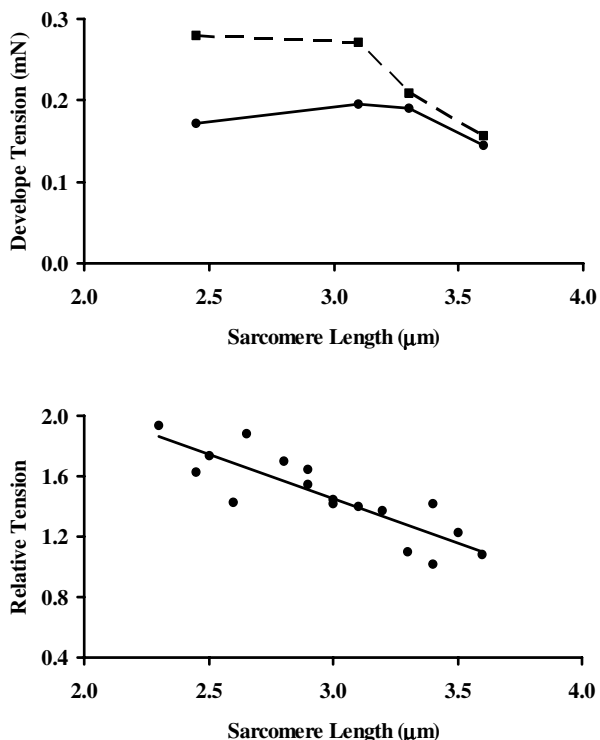 0.3
0.2
0.1
0.0
Develope Tension (mN)
2.0 2.5 3.0 3.5 4.0
Sarcomere Length (μm)
2.0
1.6
1.2
0.8
0.4
Relative Tension
2.0 2.5 3.0 3.5 4.0
Sarcomere Length (μm)